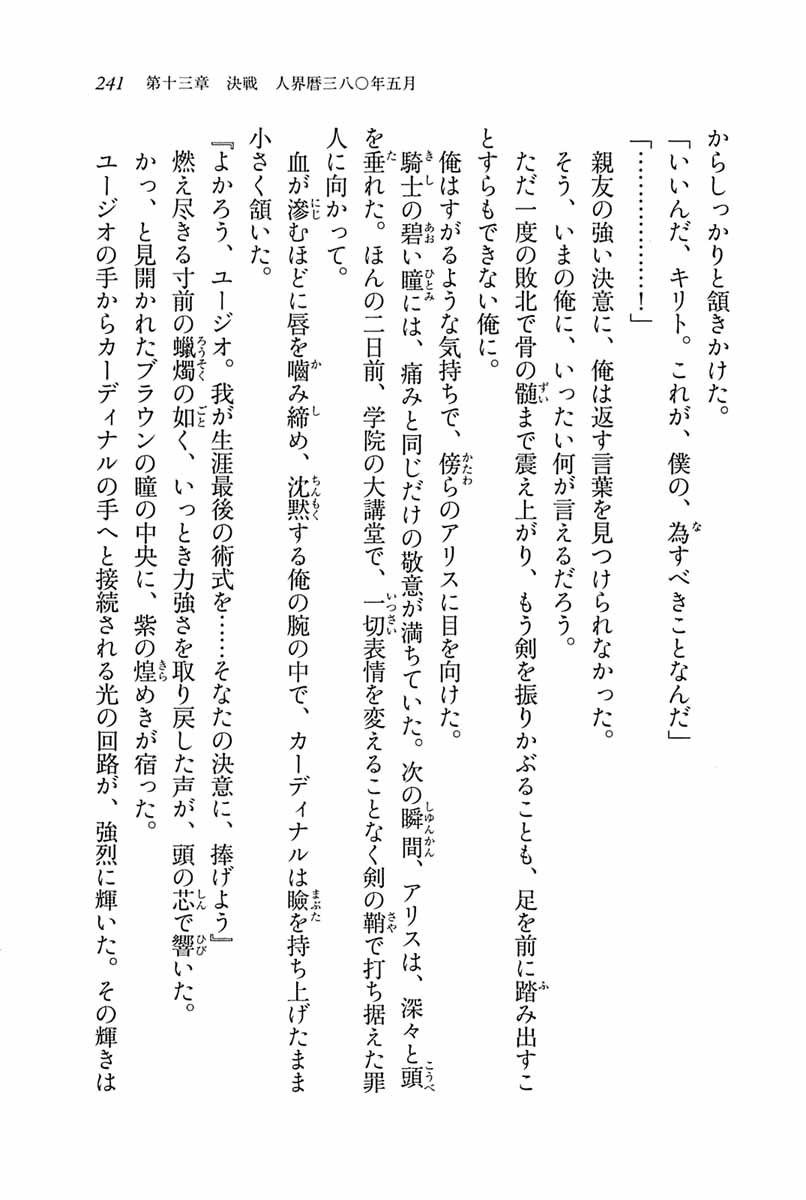 241　第十三章　決戦　人界暦三八〇年五月
からしっかりと頷きかけた。
「いいんだ、キリト。これが、僕の、為すべきことなんだ」
「………………！」
親友の強い決意に、俺は返す言葉を見つけられなかった。
そう、いまの俺に、いったい何が言えるだろう。
ただ一度の敗北で骨の髄まで震え上がり、もう剣を振りかぶることも、足を前に踏み出すこ
とすらもできない俺に。
俺はすがるような気持ちで、傍らのアリスに目を向けた。
騎士の碧い瞳には、痛みと同じだけの敬意が満ちていた。次の瞬間、アリスは、深々と頭
を垂れた。ほんの二日前、学院の大講堂で、一切表情を変えることなく剣の鞘で打ち据えた罪
人に向かって。
血が滲むほどに唇を噛み締め、沈黙する俺の腕の中で、カーディナルは瞼を持ち上げたまま
小さく頷いた。
『よかろう、ユージオ。我が生涯最後の術式を……そなたの決意に、捧げよう』
燃え尽きる寸前の蠟燭の如く、いっとき力強さを取り戻した声が、頭の芯で響いた。
かっ、と見開かれたブラウンの瞳の中央に、紫の煌めきが宿った。
ユージオの手からカーディナルの手へと接続される光の回路が、強烈に輝いた。その輝きは